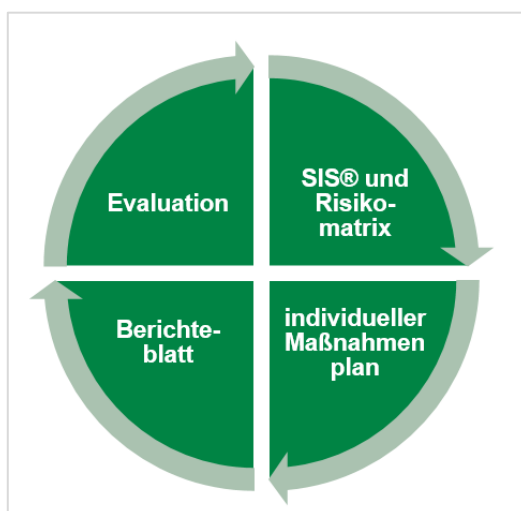 Evaluation
SIS® und
Risiko-
matrix
Berichte-
blatt
individueller
Maßnahmen
plan